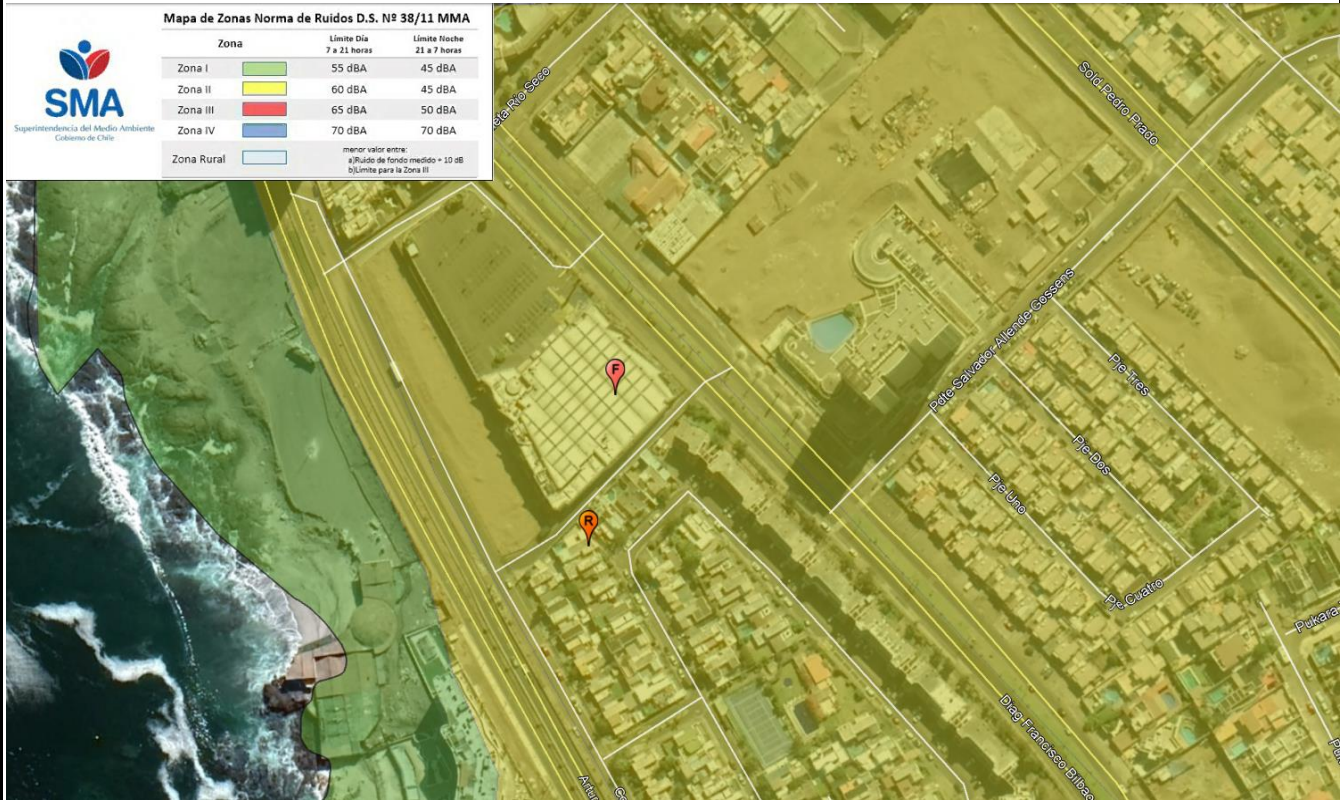 Mapa de Zonas Norma de Ruidos D.S. Nº 38/11 MMA
Zona
Límite Día
7 a 21 horas
Límite Noche
21 a 7 horas
Zona I 55 dBA 45 dBA
Zona II 60 dBA 45 dBA
Zona III 65 dBA 50 dBA
Zona IV 70 dBA 70 dBA
Zona Rural
menor valor entre:
a)Ruido de fondo medido + 10 dB
b)Límite para la Zona III
SMA
Superintendencia del Medio Ambiente
Gobierno de Chile
Rio Seco
Sold. Pedro Prado
Pdte Salvador Allende Gossens
Pje Tres
Pje Dos
Pje Uno
Pje Cuatro
Pukara
F
R
Diag Francisco Bilbao